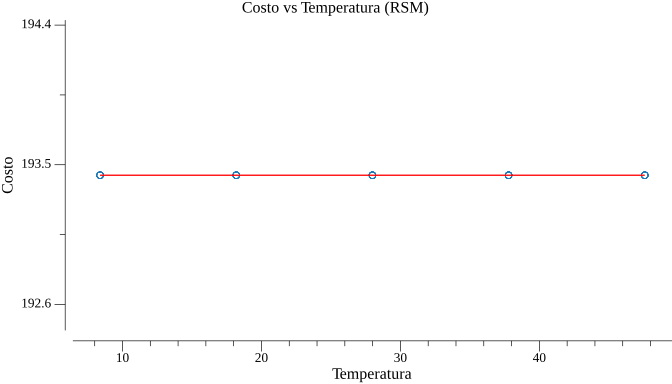 Costo vs Temperatura (RSM)
194.4
193.5
192.6
Costo
10 20 30 40
Temperatura